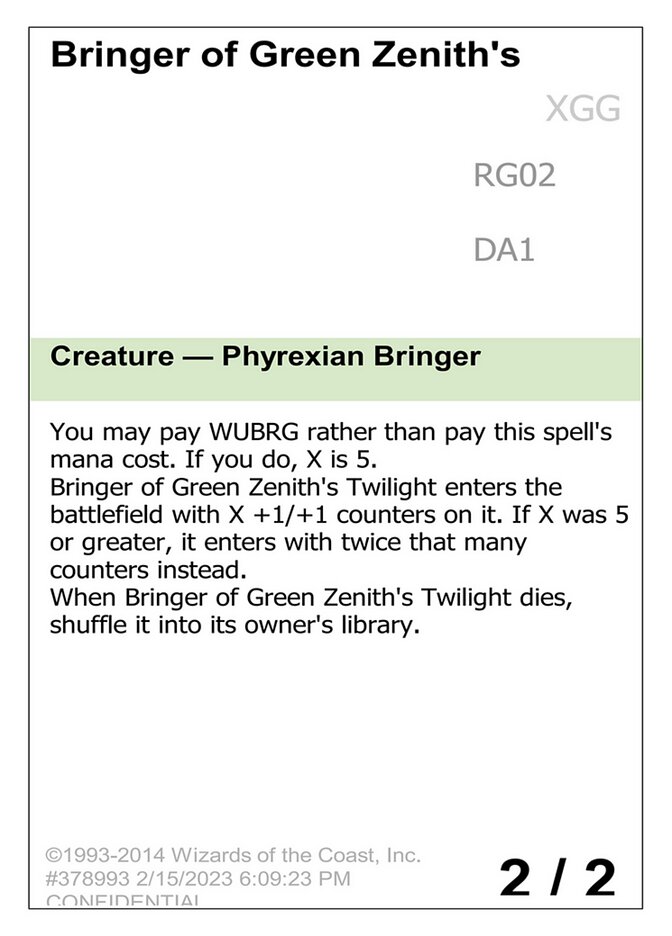 Bringer of Green Zenith's
XGG
RG02
DA1
Creature — Phyrexian Bringer
You may pay WUBRG rather than pay this spell's
mana cost. If you do, X is 5.
Bringer of Green Zenith's Twilight enters the
battlefield with X +1/+1 counters on it. If X was 5
or greater, it enters with twice that many
counters instead.
When Bringer of Green Zenith's Twilight dies,
shuffle it into its owner's library.
©1993-2014 Wizards of the Coast, Inc.
#378993 2/15/2023 6:09:23 PM
CONFIDENTIAL
2 / 2